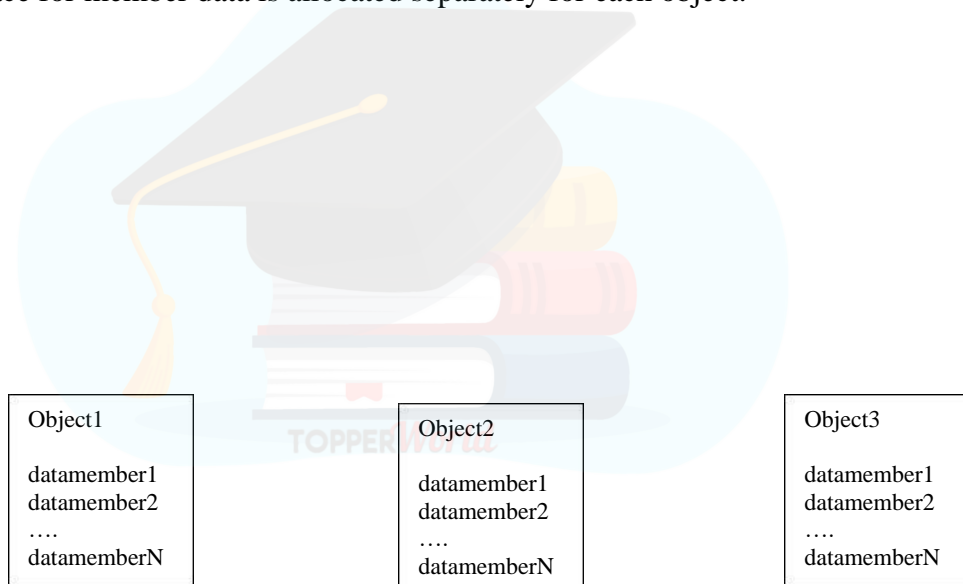 for member data is allocated separately for each object.
Object1
datamember1
datamember2
….
datamemberN
TOPPERWorld
Object2
datamember1
datamember2
….
datamemberN
Object3
datamember1
datamember2
….
datamemberN